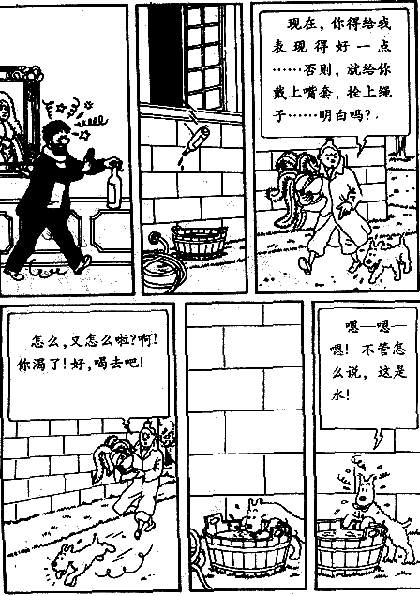 现在，你得给我
表现得好一点
……否则，就给你
戴上嘴套，拴上绳
子……明白吗？
怎么，又怎么啦？啊！
你渴了！好，喝去吧！
嗯—嗯—
嗯！不管怎
么说，这是
水！